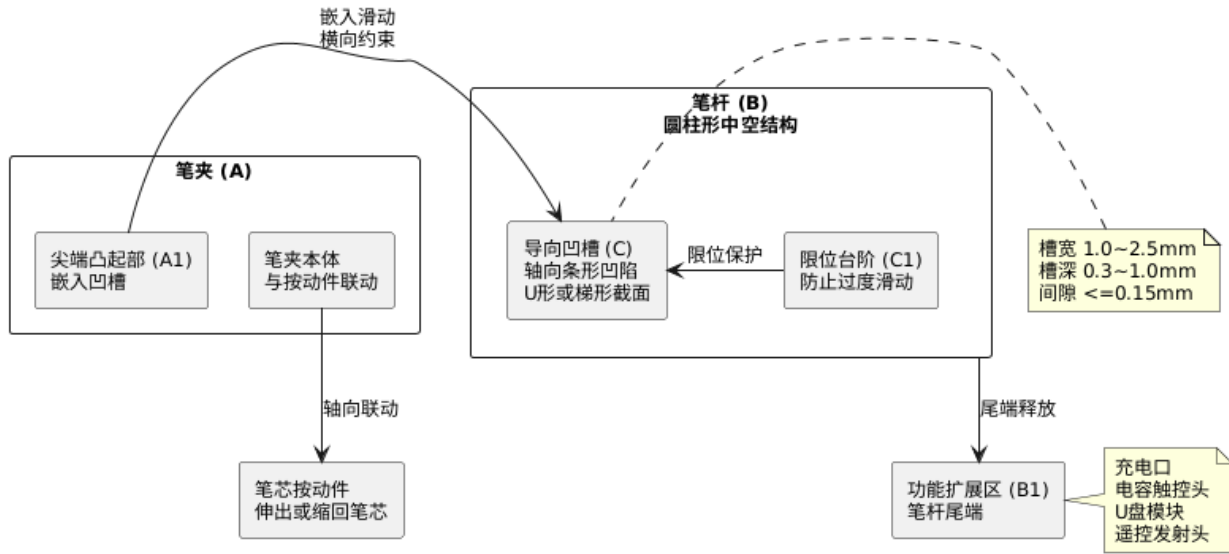 嵌入滑动
横向约束
笔杆 (B)
圆柱形中空结构
笔夹 (A)
尖端凸起部 (A1)
嵌入凹槽
笔夹本体
与按动件联动
导向凹槽 (C)
轴向条形凹陷
U形或梯形截面
限位保护
限位台阶 (C1)
防止过度滑动
槽宽 1.0~2.5mm
槽深 0.3~1.0mm
间隙 <=0.15mm
轴向联动
尾端释放
笔芯按动件
伸出或缩回笔芯
功能扩展区 (B1)
笔杆尾端
充电口
电容触控头
U盘模块
遥控发射头